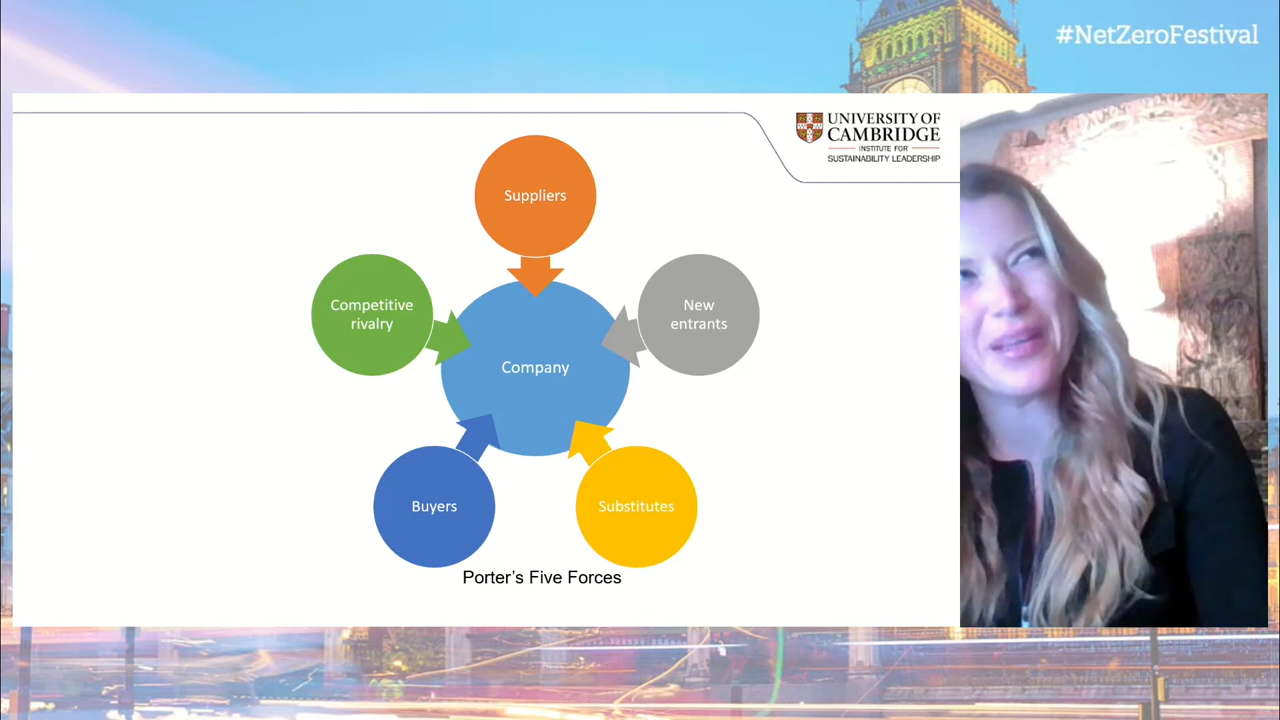 #NetZeroFestival
UNIVERSITY OF
CAMBRIDGE
INSTITUTE FOR
SUSTAINABILITY LEADERSHIP
Suppliers
Competitive
rivalry
New
entrants
Company
Buyers
Substitutes
Porter's Five Forces